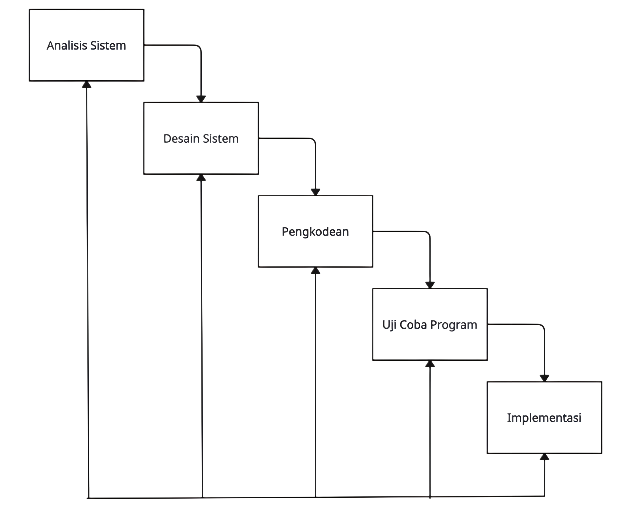 Analisis Sistem
Desain Sistem
Pengkodean
Uji Coba Program
Implementasi